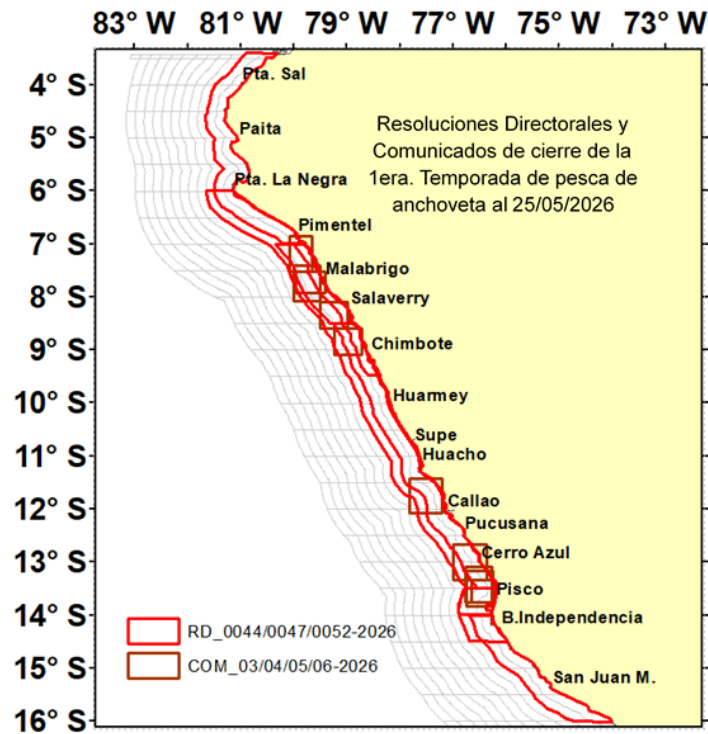 83° W 81° W 79° W 77° W 75° W 73° W
4° S
Pta. Sal
Resoluciones Directorales y
Comunicados de cierre de la
1era. Temporada de pesca de
anchoveta al 25/05/2026
5° S
Paita
6° S
Pta. La Negra
Pimentel
7° S
Malabrigo
8° S
Salaverry
9° S
Chimbote
10° S
Huarmey
Supe
11° S
Huacho
12° S
Callao
Pucusana
13° S
Cerro Azul
Pisco
14° S
B.Independencia
RD_0044/0047/0052-2026
15° S
COM_03/04/05/06-2026
San Juan M.
16° S